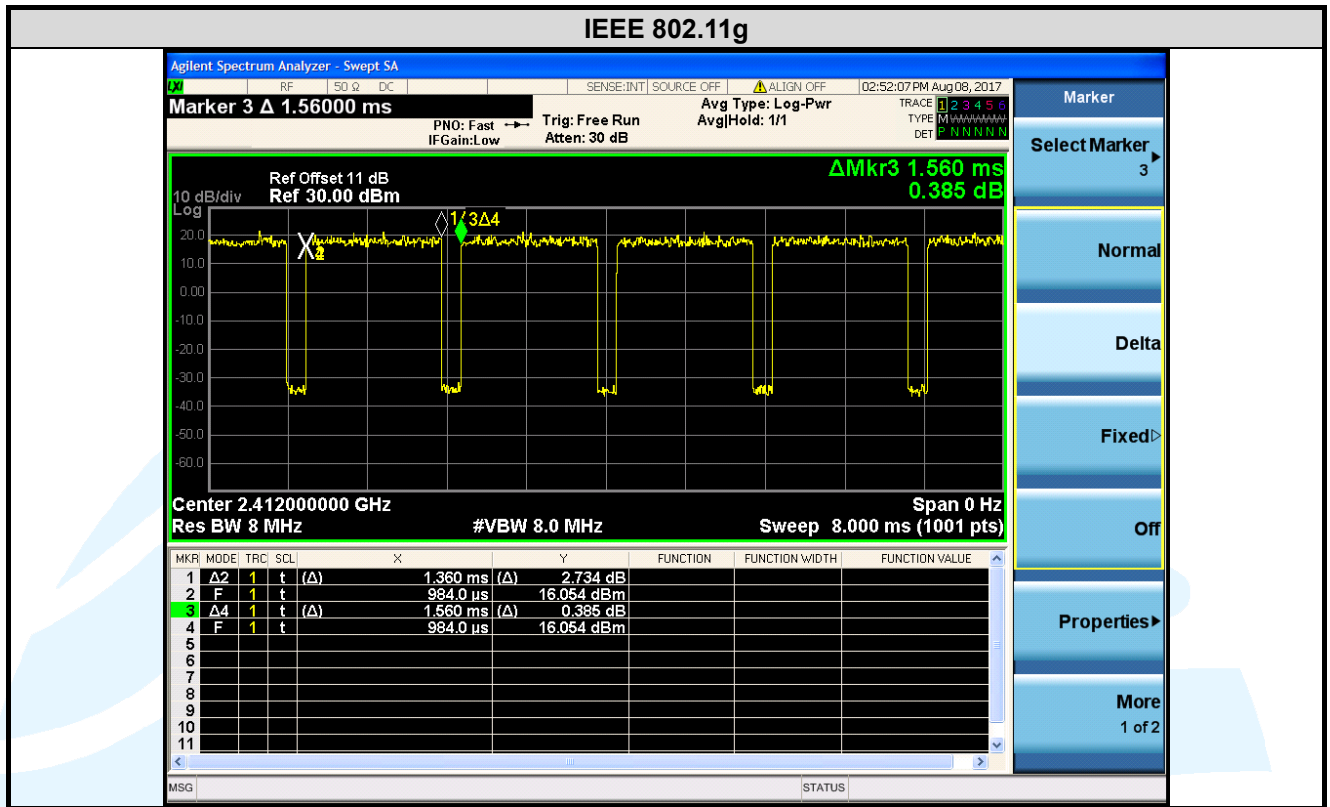 IEEE 802.11g
Agilent Spectrum Analyzer - Swept SA
LXI RF 50 Ω DC SENSE:INT SOURCE OFF ALIGN OFF 02:52:07 PM Aug 08, 2017
Marker 3 Δ 1.56000 ms
PNO: Fast
IFGain:Low
Trig: Free Run
Atten: 30 dB
Avg Type: Log-Pwr
Avg|Hold: 1/1
TRACE 1 2 3 4 5 6
TYPE M WWWWW
DET P N N N N N
ΔMkr3 1.560 ms
0.385 dB
Ref Offset 11 dB
10 dB/div Ref 30.00 dBm
Log
1/3Δ4
20.0
10.0
0.00
-10.0
-20.0
-30.0
-40.0
-50.0
-60.0
Center 2.412000000 GHz Span 0 Hz
Res BW 8 MHz #VBW 8.0 MHz Sweep 8.000 ms (1001 pts)
MKR MODE TRC SCL X Y FUNCTION FUNCTION WIDTH FUNCTION VALUE
1 Δ2 1 t (Δ) 1.360 ms (Δ) 2.734 dB
2 F 1 t 984.0 µs 16.054 dBm
3 Δ4 1 t (Δ) 1.560 ms (Δ) 0.385 dB
4 F 1 t 984.0 µs 16.054 dBm
5
6
7
8
9
10
11
MSG STATUS
Marker
Select Marker
3
Normal
Delta
Fixed
Off
Properties
More
1 of 2